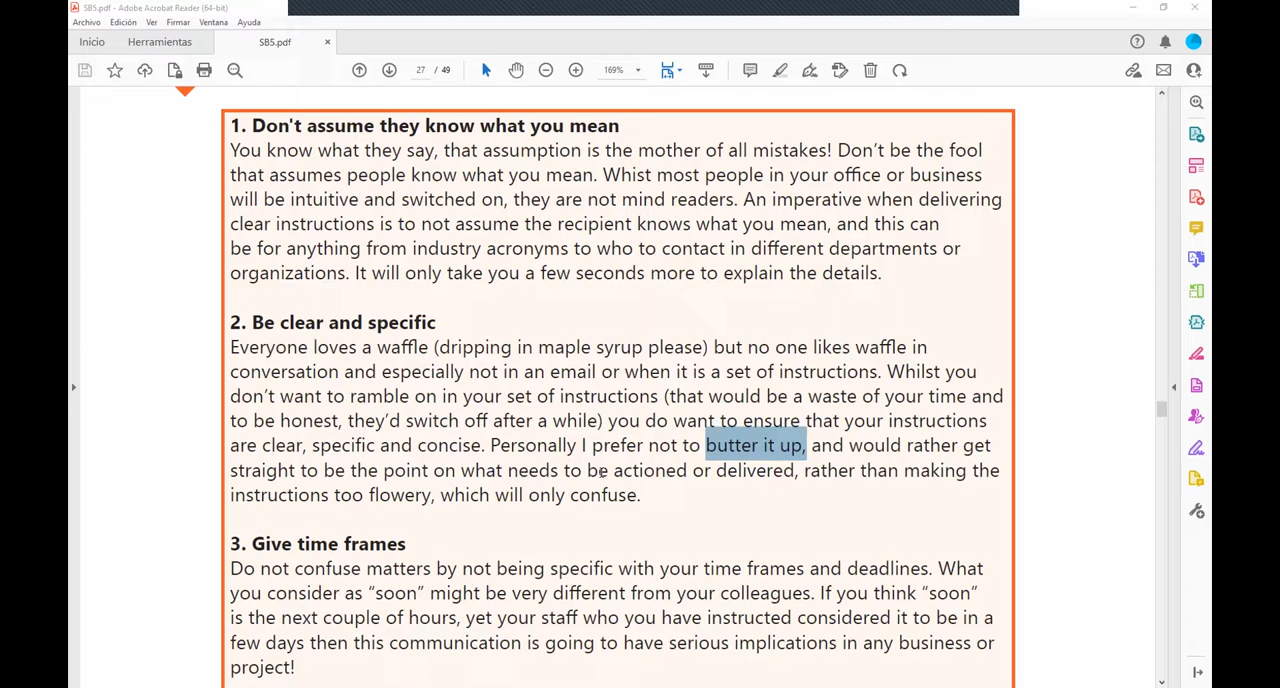 SB5.pdf - Adobe Acrobat Reader (64-bit)
Archivo Edición Ver Firmar Ventana Ayuda
Inicio Herramientas SB5.pdf ×
27 / 49 169%
1. Don't assume they know what you mean
You know what they say, that assumption is the mother of all mistakes! Don’t be the fool
that assumes people know what you mean. Whist most people in your office or business
will be intuitive and switched on, they are not mind readers. An imperative when delivering
clear instructions is to not assume the recipient knows what you mean, and this can
be for anything from industry acronyms to who to contact in different departments or
organizations. It will only take you a few seconds more to explain the details.
2. Be clear and specific
Everyone loves a waffle (dripping in maple syrup please) but no one likes waffle in
conversation and especially not in an email or when it is a set of instructions. Whilst you
don’t want to ramble on in your set of instructions (that would be a waste of your time and
to be honest, they’d switch off after a while) you do want to ensure that your instructions
are clear, specific and concise. Personally I prefer not to butter it up, and would rather get
straight to be the point on what needs to be actioned or delivered, rather than making the
instructions too flowery, which will only confuse.
3. Give time frames
Do not confuse matters by not being specific with your time frames and deadlines. What
you consider as “soon” might be very different from your colleagues. If you think “soon”
is the next couple of hours, yet your staff who you have instructed considered it to be in a
few days then this communication is going to have serious implications in any business or
project!